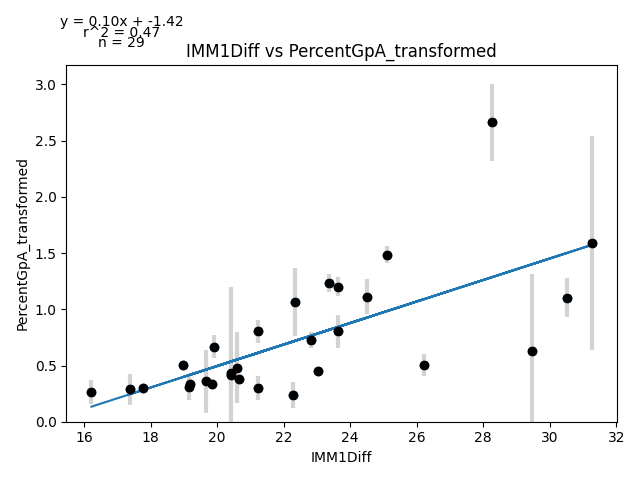 y = 0.10x + -1.42
r^2 = 0.47
n = 29
IMM1Diff vs PercentGpA_transformed
PercentGpA_transformed
3.0
2.5
2.0
1.5
1.0
0.5
0.0
16 18 20 22 24 26 28 30 32
IMM1Diff